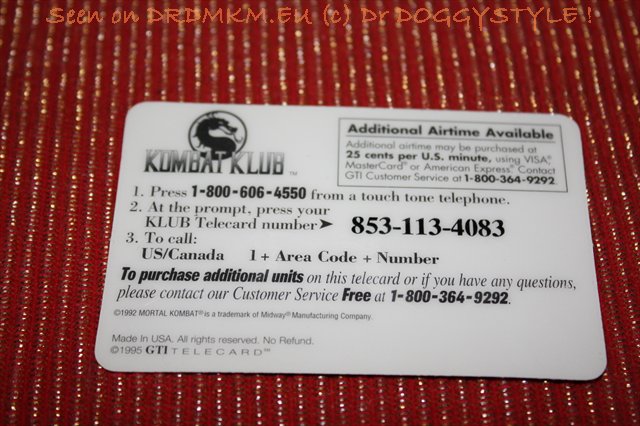 Seen on DRDMKM.Eu (c) Dr DOGGYSTYLE !
KOMBAT KLUB™
Additional Airtime Available
Additional airtime may be purchased at
25 cents per U.S. minute, using VISA®,
MasterCard® or American Express®. Contact
GTI Customer Service at 1-800-364-9292.
1. Press 1-800-606-4550 from a touch tone telephone.
2. At the prompt, press your
KLUB Telecard number➤ 853-113-4083
3. To call:
US/Canada 1 + Area Code + Number
To purchase additional units on this telecard or if you have any questions,
please contact our Customer Service Free at 1-800-364-9292.
©1992 MORTAL KOMBAT® is a trademark of Midway® Manufacturing Company.
Made in USA. All rights reserved. No Refund.
©1995 GTI TELECARD™